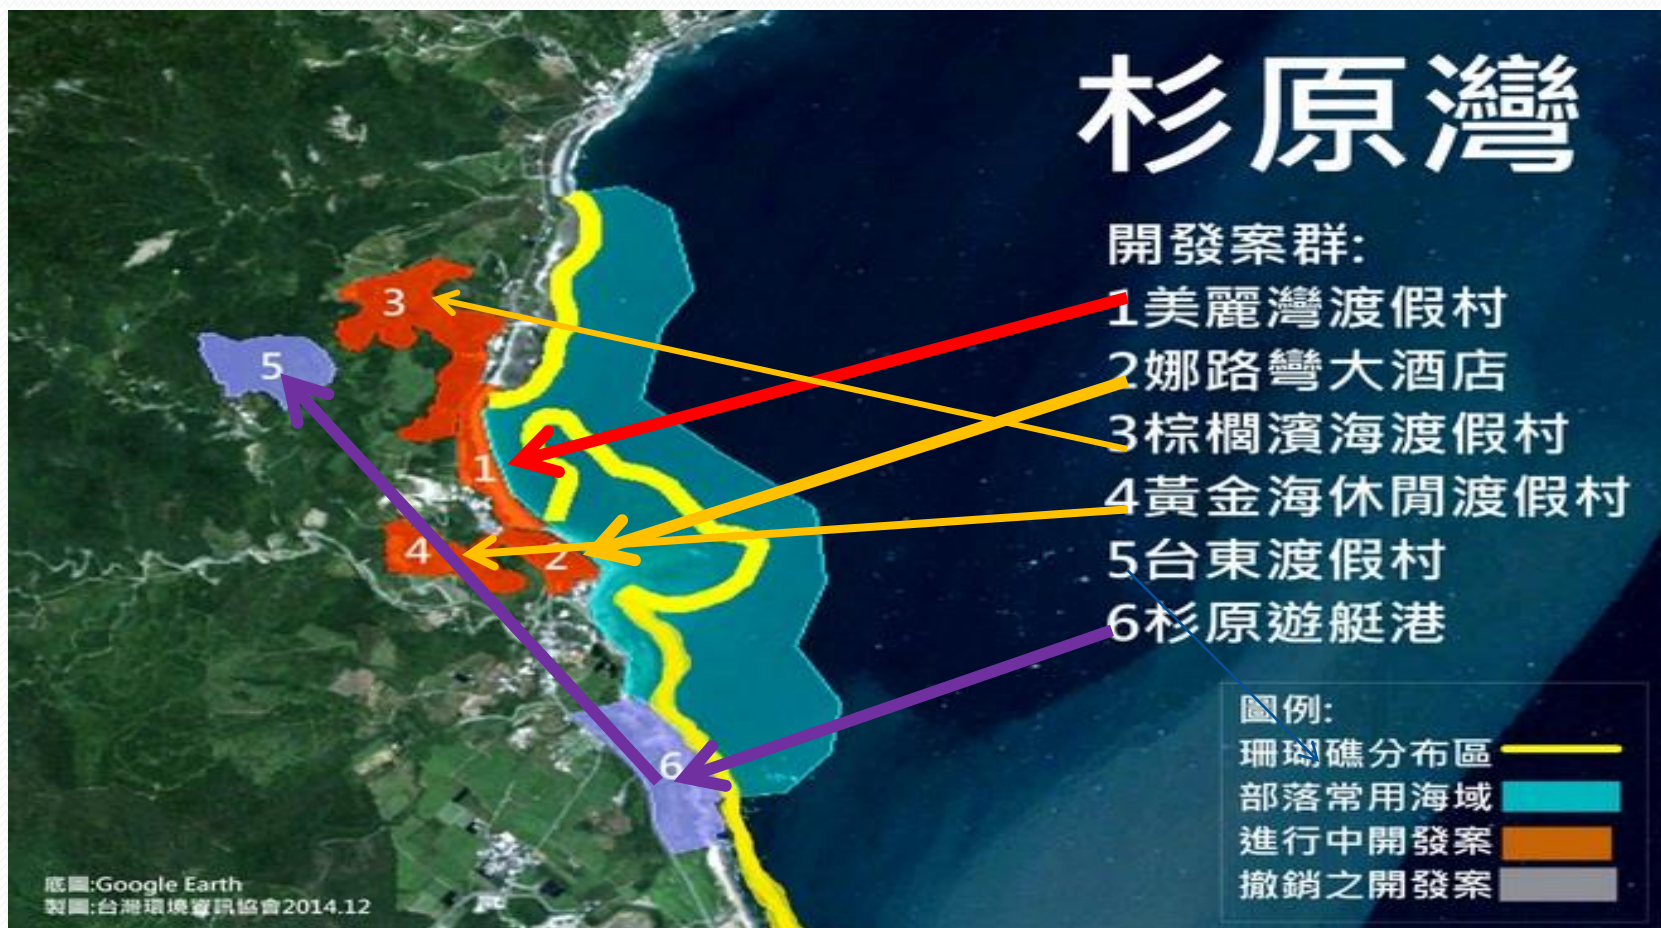 杉原灣
開發案群:
1美麗灣渡假村
2娜路彎大酒店
3棕櫚濱海渡假村
4黃金海休閒渡假村
5台東渡假村
6杉原遊艇港
3
5
1
4
2
6
圖例:
珊瑚礁分布區
部落常用海域
進行中開發案
撤銷之開發案
底圖:Google Earth
製圖:台灣環境資訊協會2014.12